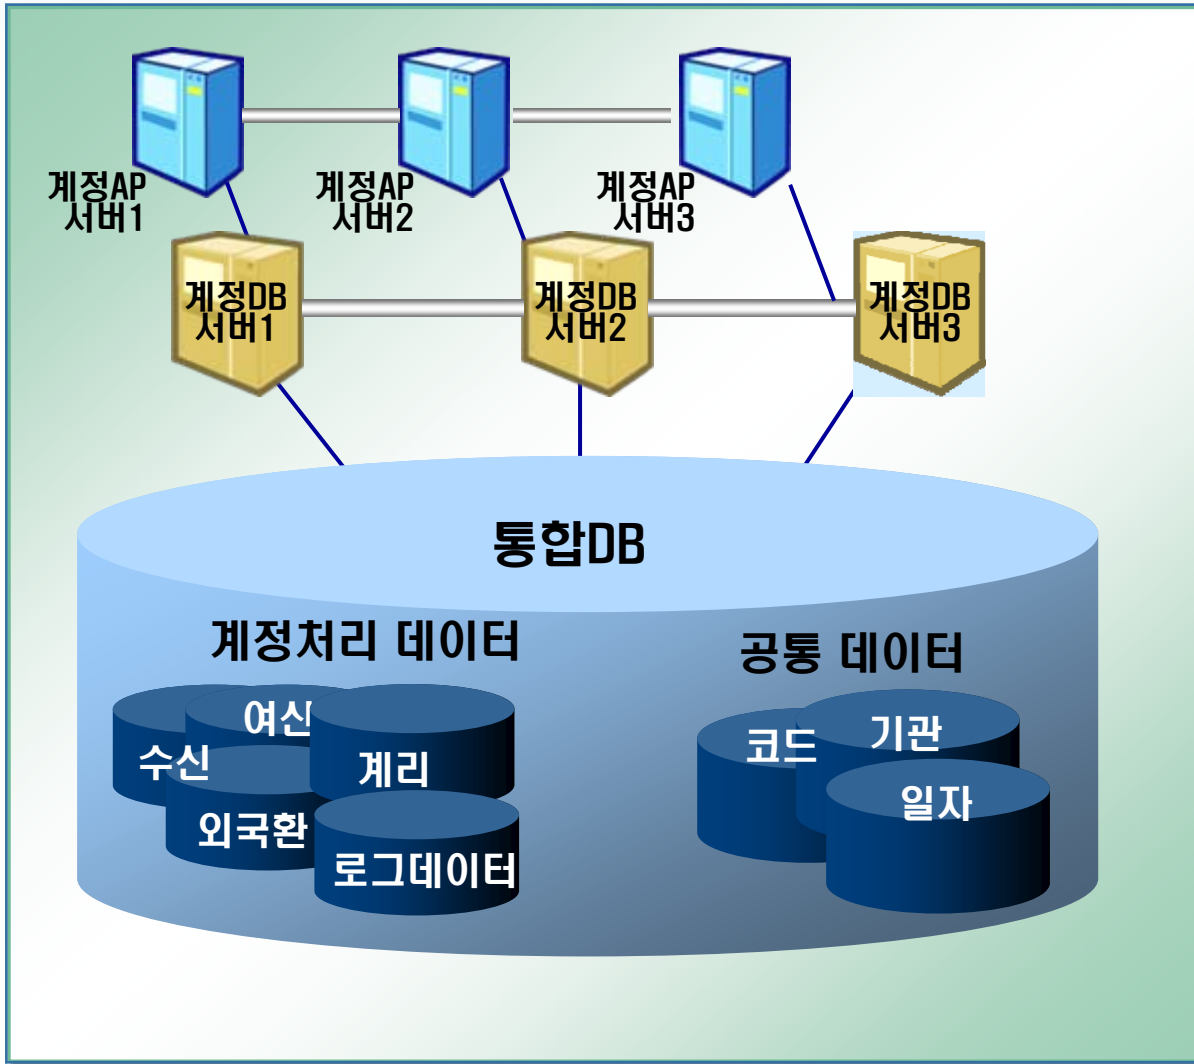 계정AP
서버1
계정AP
서버2
계정AP
서버3
계정DB
서버1
계정DB
서버2
계정DB
서버3
통합DB
계정처리 데이터
수신
여신
계리
외국환
로그데이터
공통 데이터
코드
기관
일자